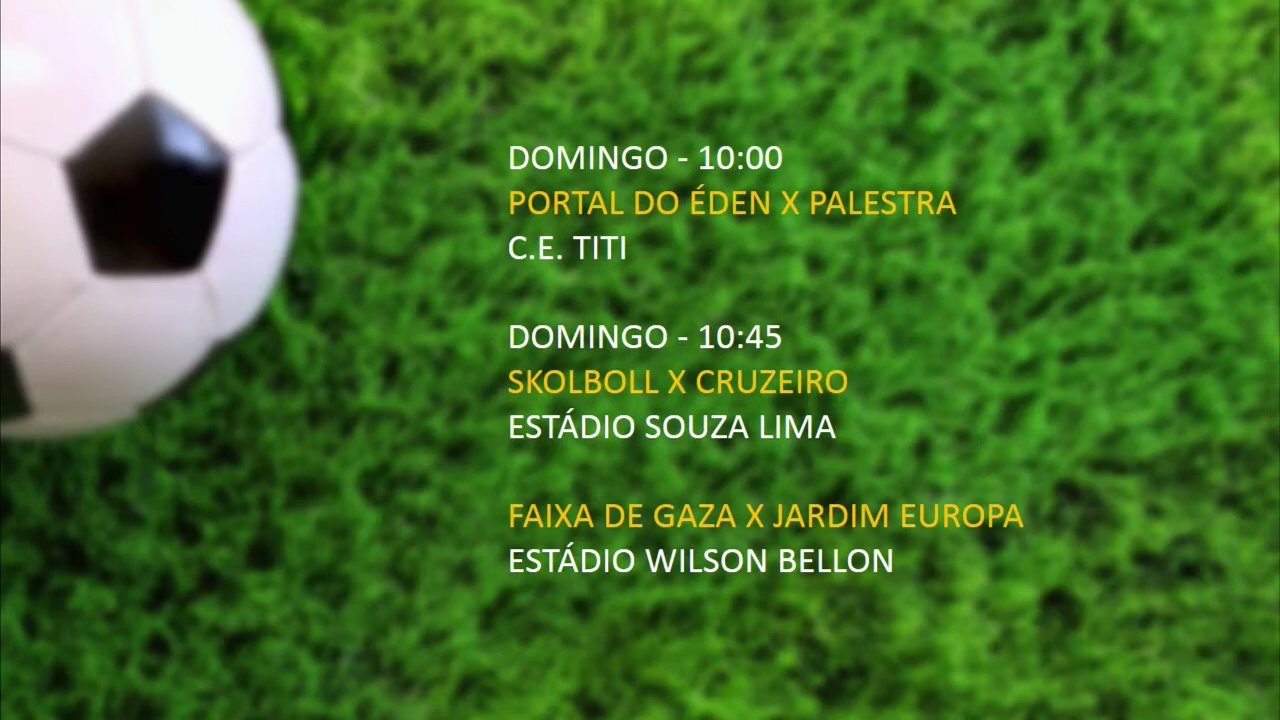 DOMINGO - 10:00
PORTAL DO ÉDEN X PALESTRA
C.E. TITI
DOMINGO - 10:45
SKOLBOLL X CRUZEIRO
ESTÁDIO SOUZA LIMA
FAIXA DE GAZA X JARDIM EUROPA
ESTÁDIO WILSON BELLON